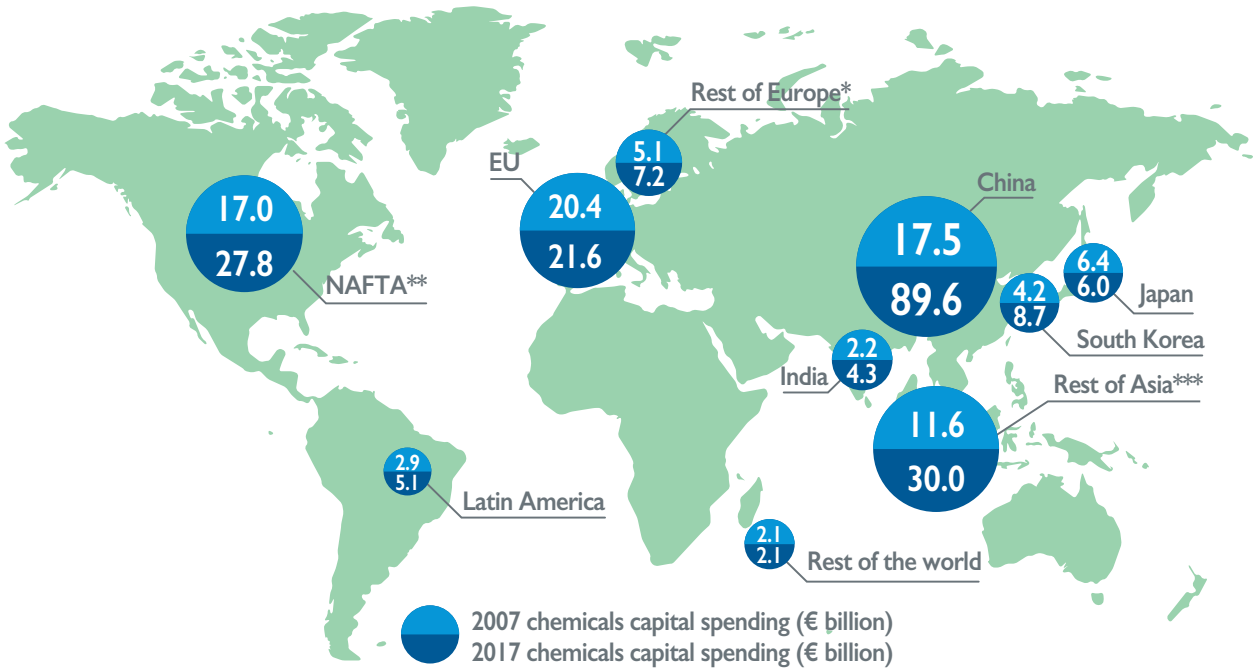 Rest of Europe*
5.1
7.2
EU
20.4
21.6
China
17.5
89.6
17.0
27.8
NAFTA**
6.4
6.0
Japan
4.2
8.7
South Korea
2.2
4.3
India
Rest of Asia***
11.6
30.0
2.9
5.1
Latin America
2.1
2.1
Rest of the world
2007 chemicals capital spending (€ billion)
2017 chemicals capital spending (€ billion)